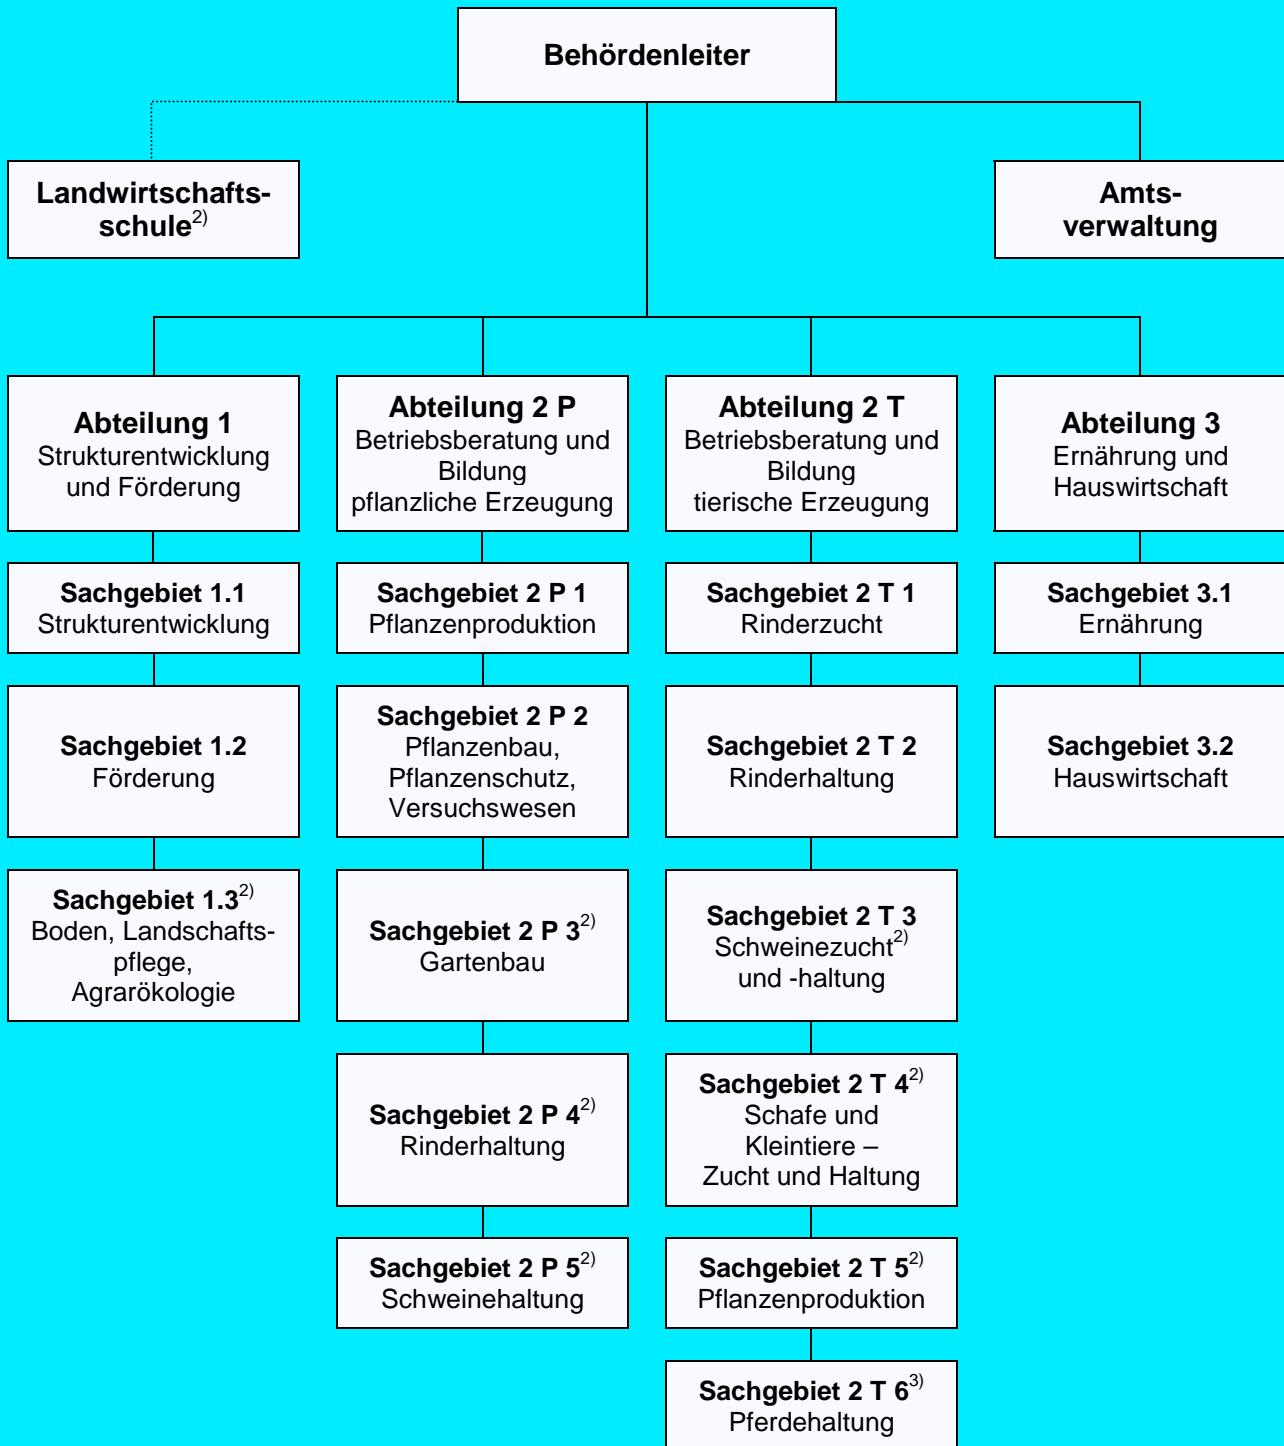 Behördenleiter
Landwirtschafts-
schule2)
Amts-
verwaltung
Abteilung 1
Strukturentwicklung
und Förderung
Abteilung 2 P
Betriebsberatung und
Bildung
pflanzliche Erzeugung
Abteilung 2 T
Betriebsberatung und
Bildung
tierische Erzeugung
Abteilung 3
Ernährung und
Hauswirtschaft
Sachgebiet 1.1
Strukturentwicklung
Sachgebiet 2 P 1
Pflanzenproduktion
Sachgebiet 2 T 1
Rinderzucht
Sachgebiet 3.1
Ernährung
Sachgebiet 1.2
Förderung
Sachgebiet 2 P 2
Pflanzenbau,
Pflanzenschutz,
Versuchswesen
Sachgebiet 2 T 2
Rinderhaltung
Sachgebiet 3.2
Hauswirtschaft
Sachgebiet 1.32)
Boden, Landschafts-
pflege,
Agrarökologie
Sachgebiet 2 P 32)
Gartenbau
Sachgebiet 2 T 3
Schweinezucht2)
und -haltung
Sachgebiet 2 P 42)
Rinderhaltung
Sachgebiet 2 T 42)
Schafe und
Kleintiere –
Zucht und Haltung
Sachgebiet 2 P 52)
Schweinehaltung
Sachgebiet 2 T 52)
Pflanzenproduktion
Sachgebiet 2 T 63)
Pferdehaltung